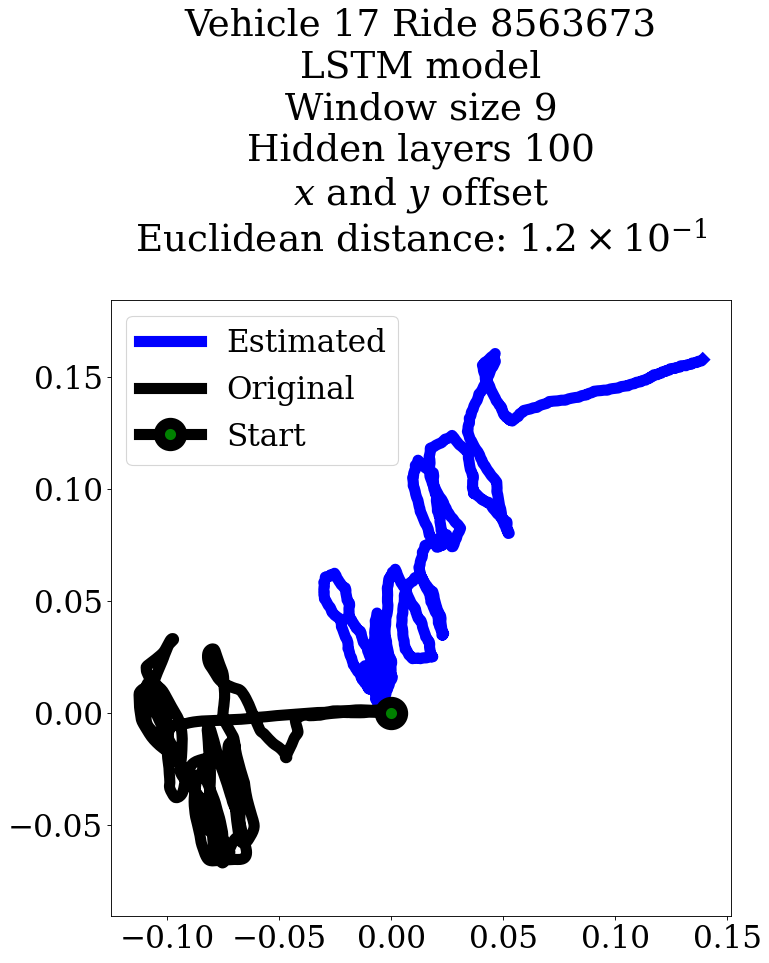 Vehicle 17 Ride 8563673
LSTM model
Window size 9
Hidden layers 100
x and y offset
Euclidean distance: 1.2 × 10⁻¹
Estimated
Original
Start
0.15
0.10
0.05
0.00
−0.05
−0.10 −0.05 0.00 0.05 0.10 0.15